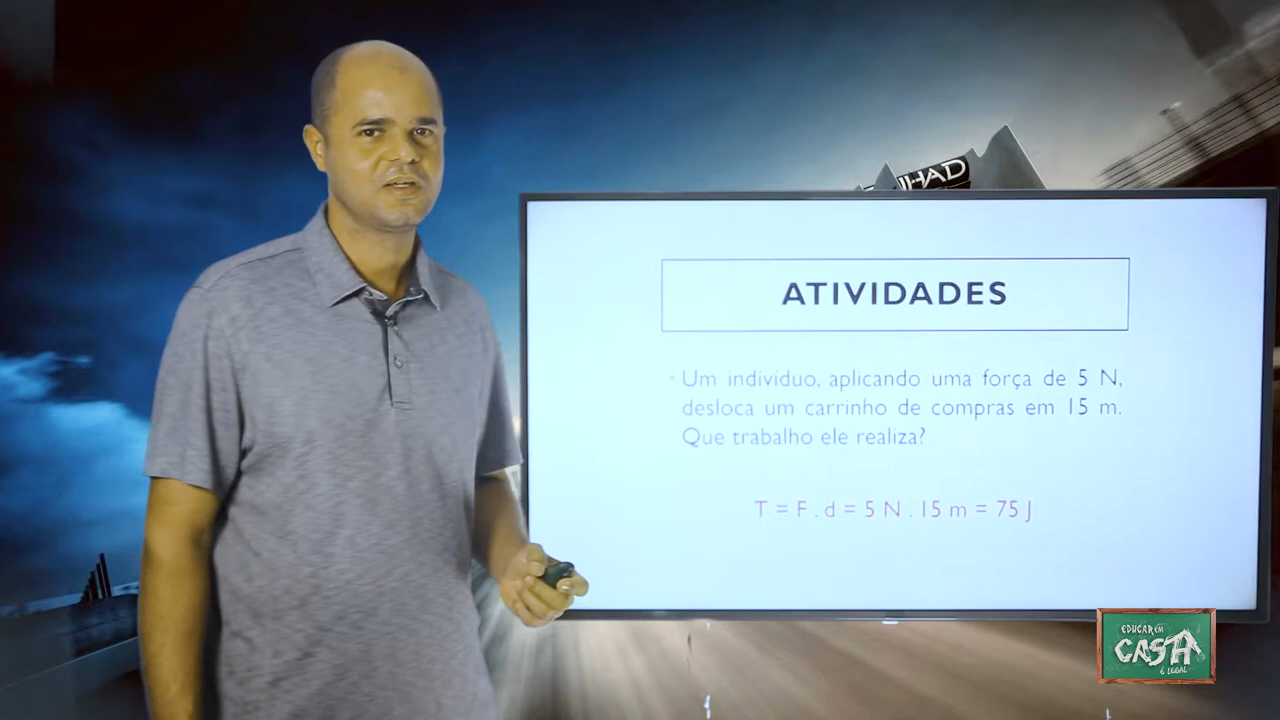 IHAD
ATIVIDADES
Um indivíduo, aplicando uma força de 5 N,
desloca um carrinho de compras em 15 m.
Que trabalho ele realiza?
T = F . d = 5 N . 15 m = 75 J
EDUCAR EM
CASA
É LEGAL